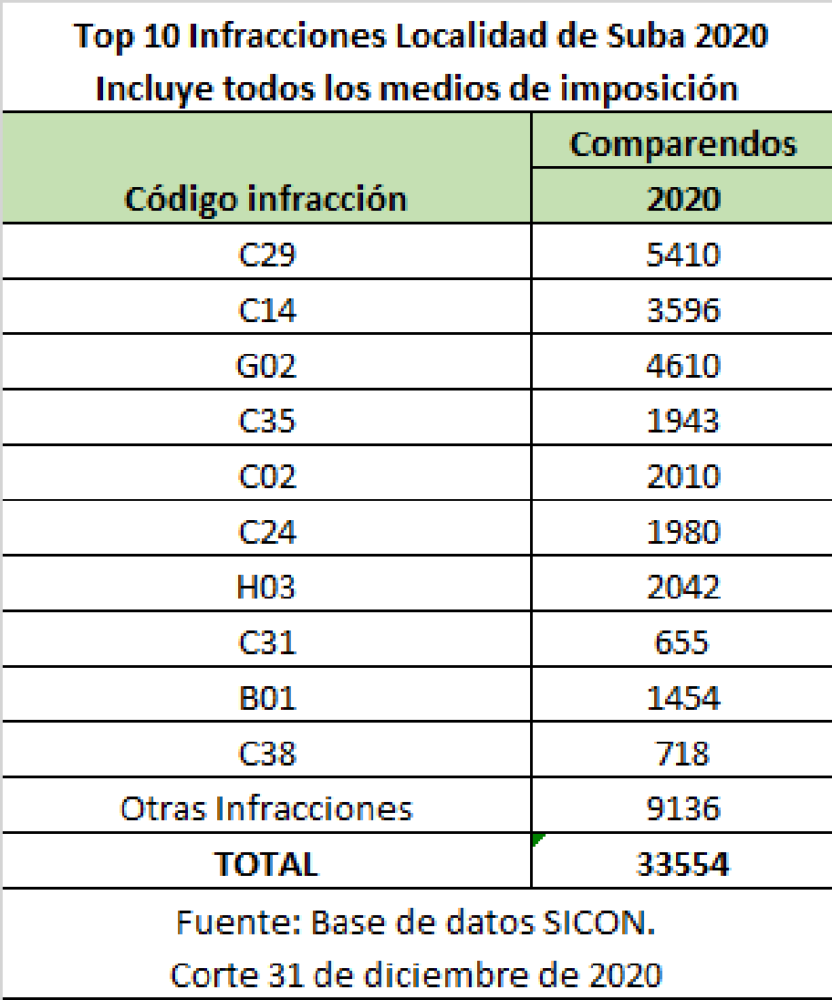 Top 10 Infracciones Localidad de Suba 2020
Incluye todos los medios de imposición
Comparendos
Código infracción 2020
C29 5410
C14 3596
G02 4610
C35 1943
C02 2010
C24 1980
H03 2042
C31 655
B01 1454
C38 718
Otras Infracciones 9136
TOTAL 33554
Fuente: Base de datos SICON.
Corte 31 de diciembre de 2020